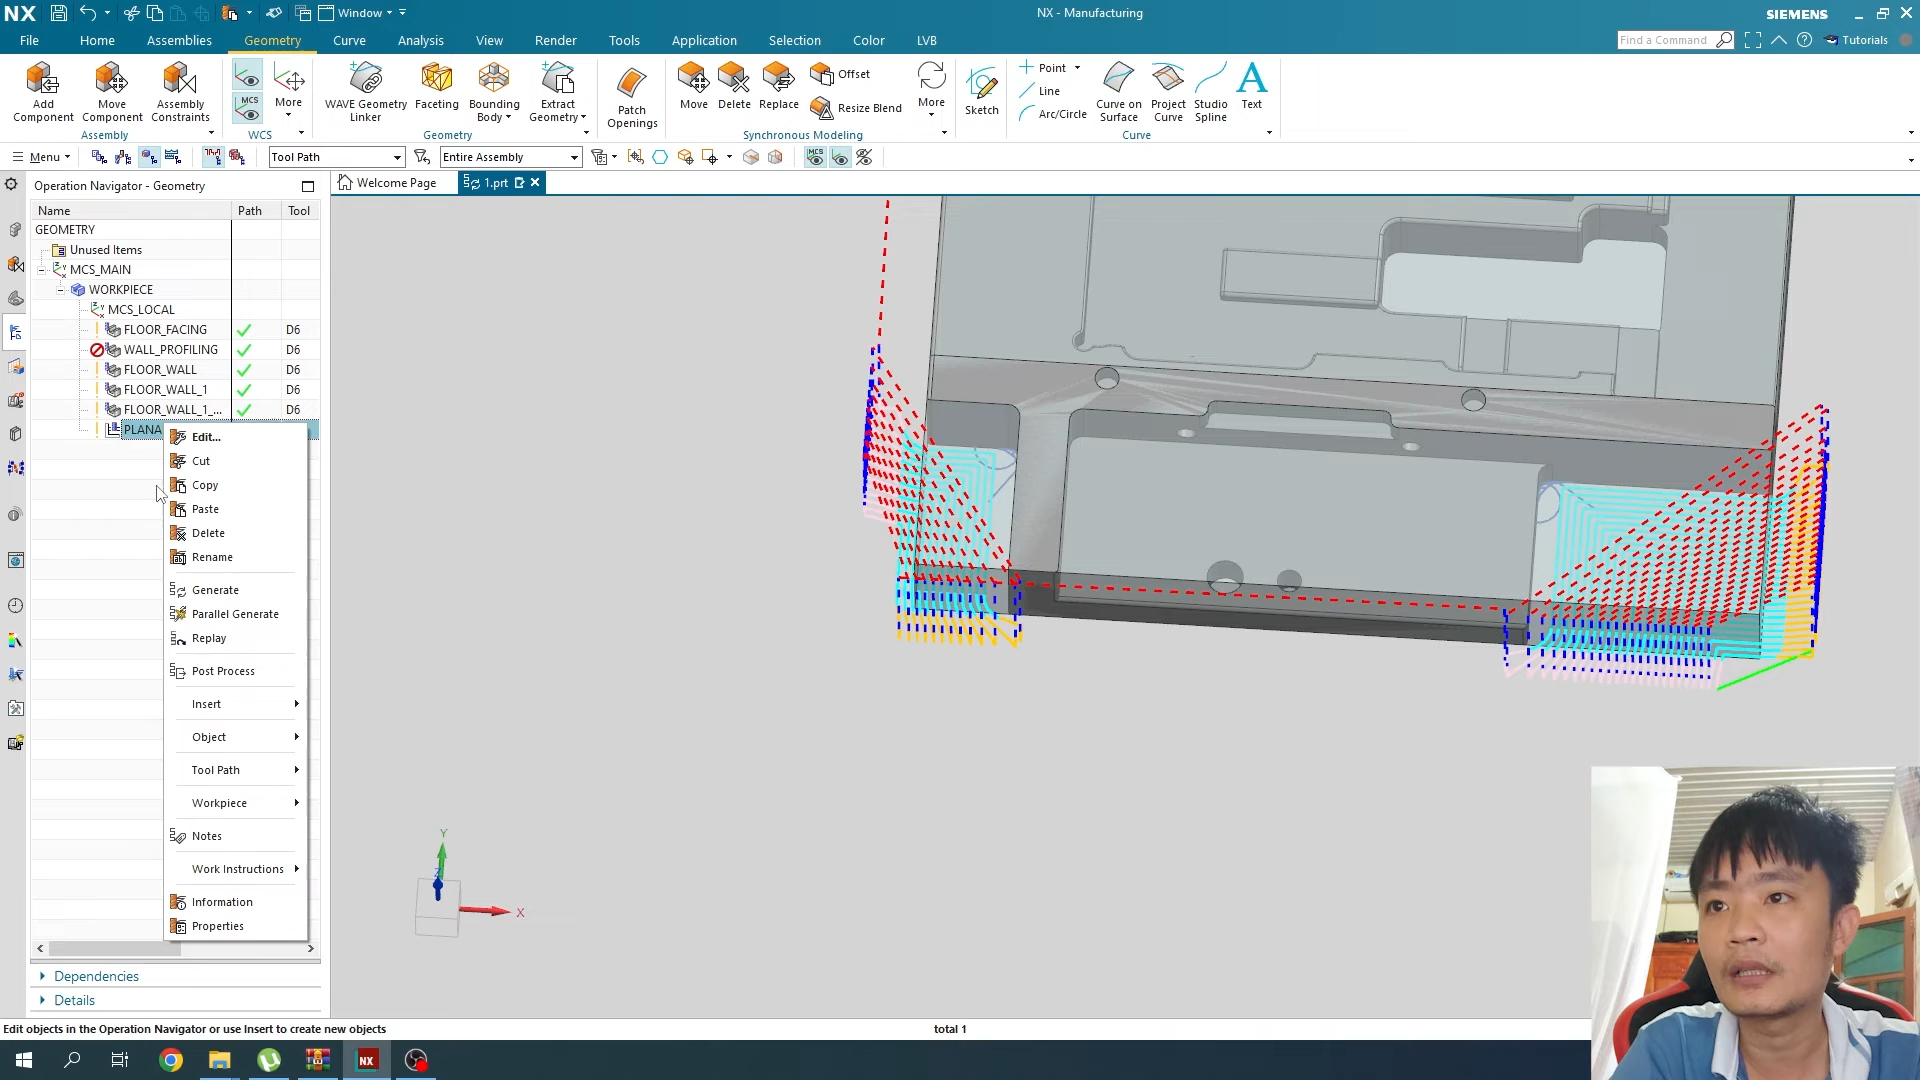 NX
Window
NX - Manufacturing
SIEMENS
File
Home
Assemblies
Geometry
Curve
Analysis
View
Render
Tools
Application
Selection
Color
LVB
Find a Command
Tutorials
Add Component
Move Component
Assembly Constraints
Assembly
MCS
More
WCS
WAVE Geometry Linker
Faceting
Bounding Body
Extract Geometry
Geometry
Patch Openings
Move
Delete
Replace
Offset
Resize Blend
More
Synchronous Modeling
Sketch
Point
Line
Arc/Circle
Curve on Surface
Project Curve
Studio Spline
Text
Curve
Menu
Tool Path
Entire Assembly
MCS
Operation Navigator - Geometry
Welcome Page
1.prt
Name Path Tool
GEOMETRY
Unused Items
MCS_MAIN
WORKPIECE
MCS_LOCAL
FLOOR_FACING D6
WALL_PROFILING D6
FLOOR_WALL D6
FLOOR_WALL_1 D6
FLOOR_WALL_1_... D6
PLANA
Edit...
Cut
Copy
Paste
Delete
Rename
Generate
Parallel Generate
Replay
Post Process
Insert
Object
Tool Path
Workpiece
Notes
Work Instructions
Information
Properties
Y
Z
X
Dependencies
Details
Edit objects in the Operation Navigator or use Insert to create new objects
total 1
NX